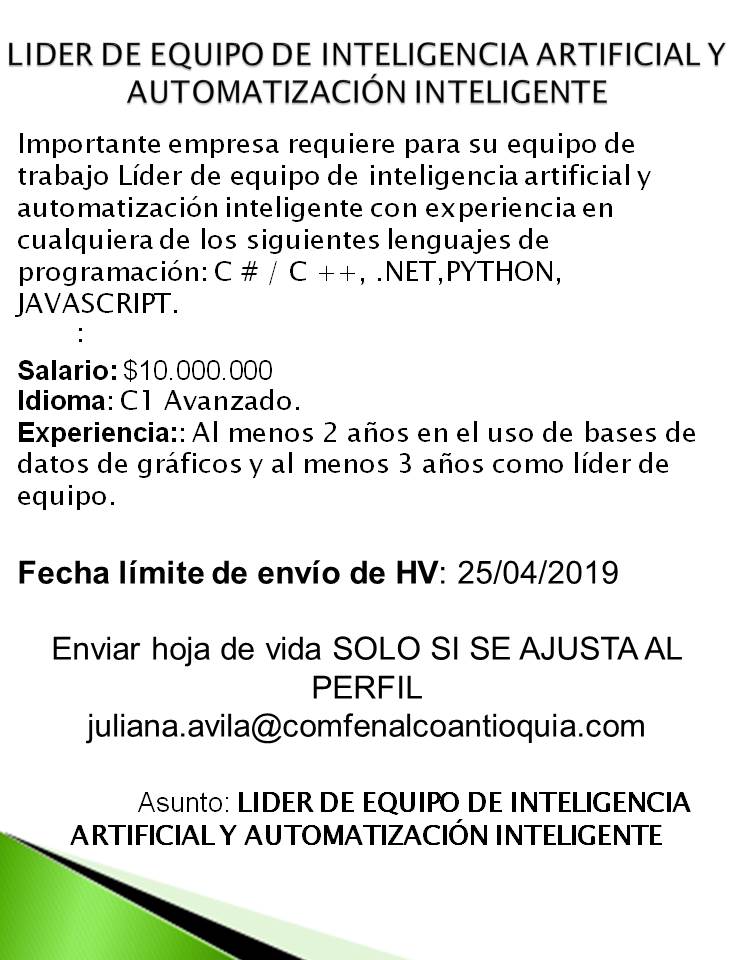 LIDER DE EQUIPO DE INTELIGENCIA ARTIFICIAL Y
AUTOMATIZACIÓN INTELIGENTE
Importante empresa requiere para su equipo de
trabajo Líder de equipo de inteligencia artificial y
automatización inteligente con experiencia en
cualquiera de los siguientes lenguajes de
programación: C # / C ++, .NET,PYTHON,
JAVASCRIPT.
:
Salario: $10.000.000
Idioma: C1 Avanzado.
Experiencia:: Al menos 2 años en el uso de bases de
datos de gráficos y al menos 3 años como líder de
equipo.
Fecha límite de envío de HV: 25/04/2019
Enviar hoja de vida SOLO SI SE AJUSTA AL
PERFIL
juliana.avila@comfenalcoantioquia.com
Asunto: LIDER DE EQUIPO DE INTELIGENCIA
ARTIFICIAL Y AUTOMATIZACIÓN INTELIGENTE